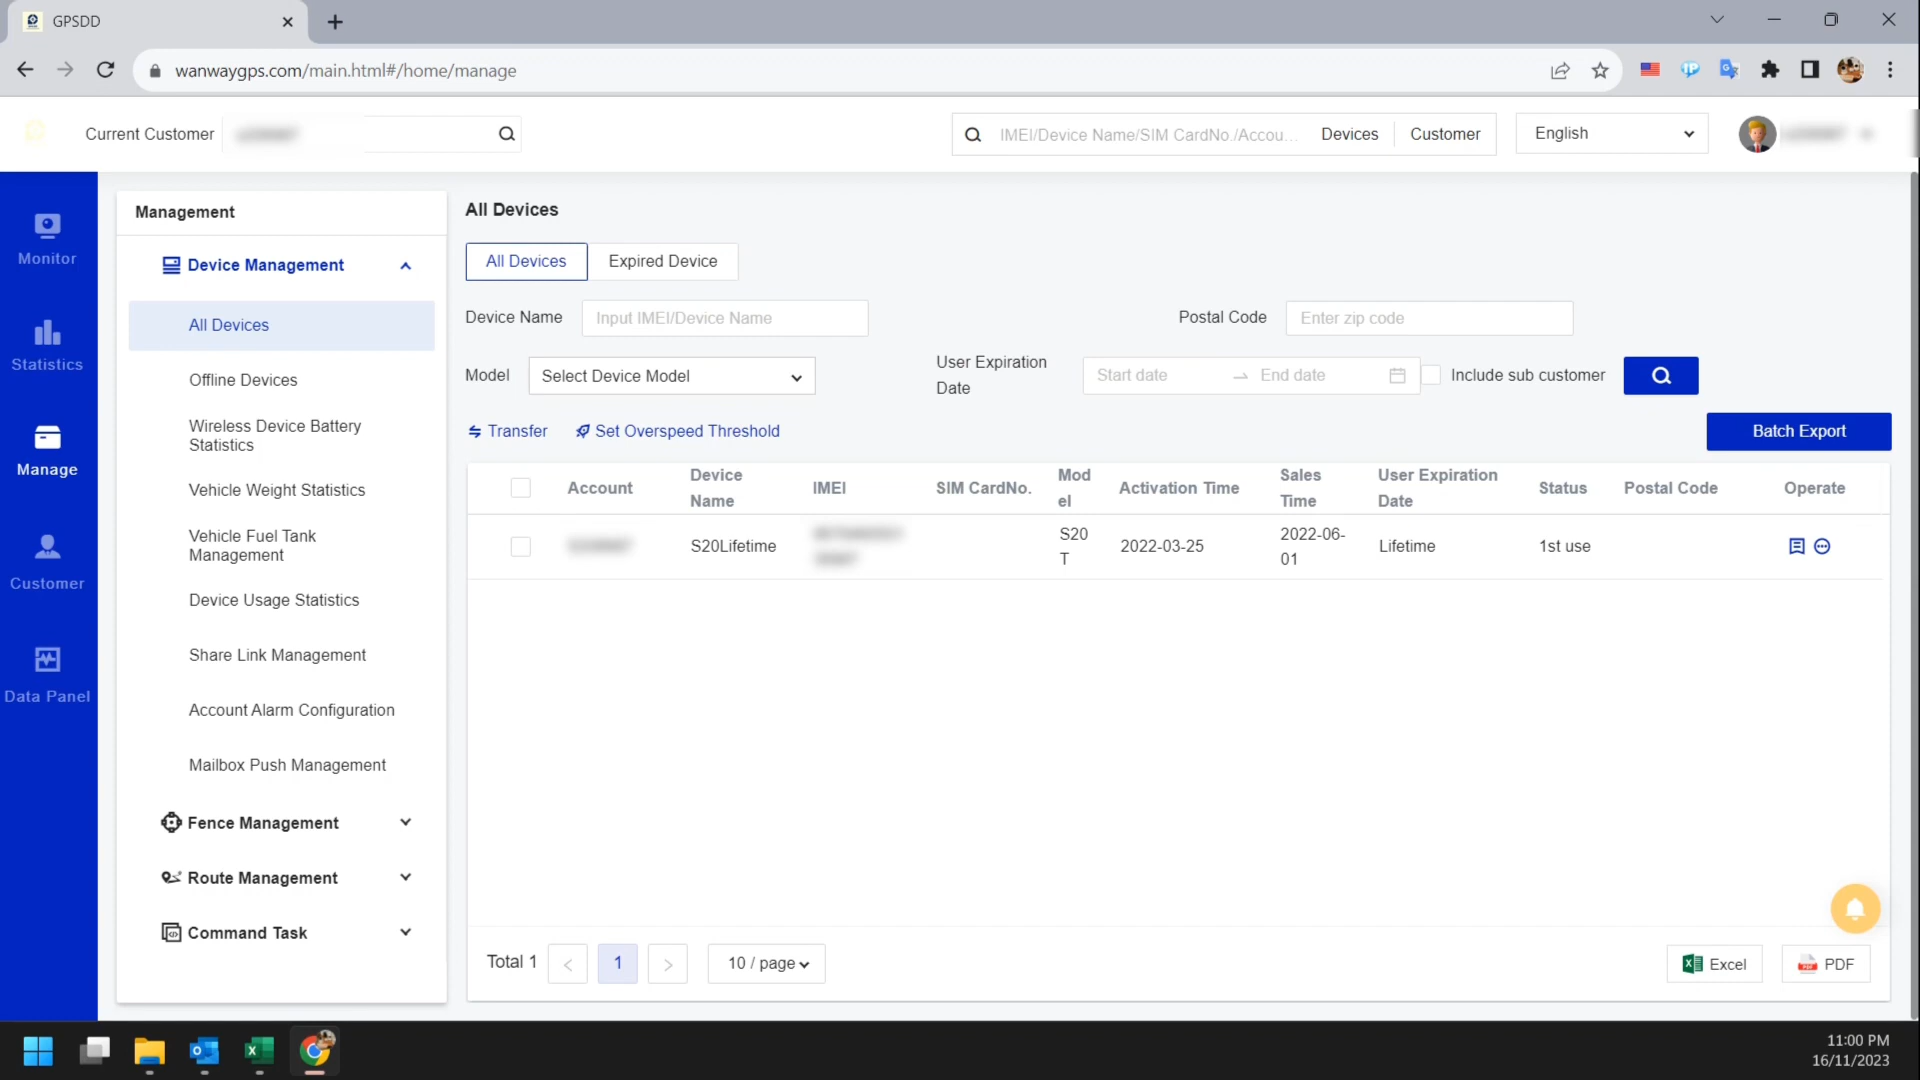 GPSDD
wanwaygps.com/main.html#/home/manage
Current Customer
IMEI/Device Name/SIM CardNo./Accou...
Devices
Customer
English
Monitor
Statistics
Manage
Customer
Data Panel
Management
Device Management
All Devices
Offline Devices
Wireless Device Battery
Statistics
Vehicle Weight Statistics
Vehicle Fuel Tank
Management
Device Usage Statistics
Share Link Management
Account Alarm Configuration
Mailbox Push Management
Fence Management
Route Management
Command Task
All Devices
All Devices
Expired Device
Device Name
Input IMEI/Device Name
Postal Code
Enter zip code
Model
Select Device Model
User Expiration
Date
Start date
End date
Include sub customer
Transfer
Set Overspeed Threshold
Batch Export
Account
Device
Name
IMEI
SIM CardNo.
Mod
el
Activation Time
Sales
Time
User Expiration
Date
Status
Postal Code
Operate
S20Lifetime
S20
T
2022-03-25
2022-06-
01
Lifetime
1st use
Total 1
<
1
>
10 / page
Excel
PDF
11:00 PM
16/11/2023